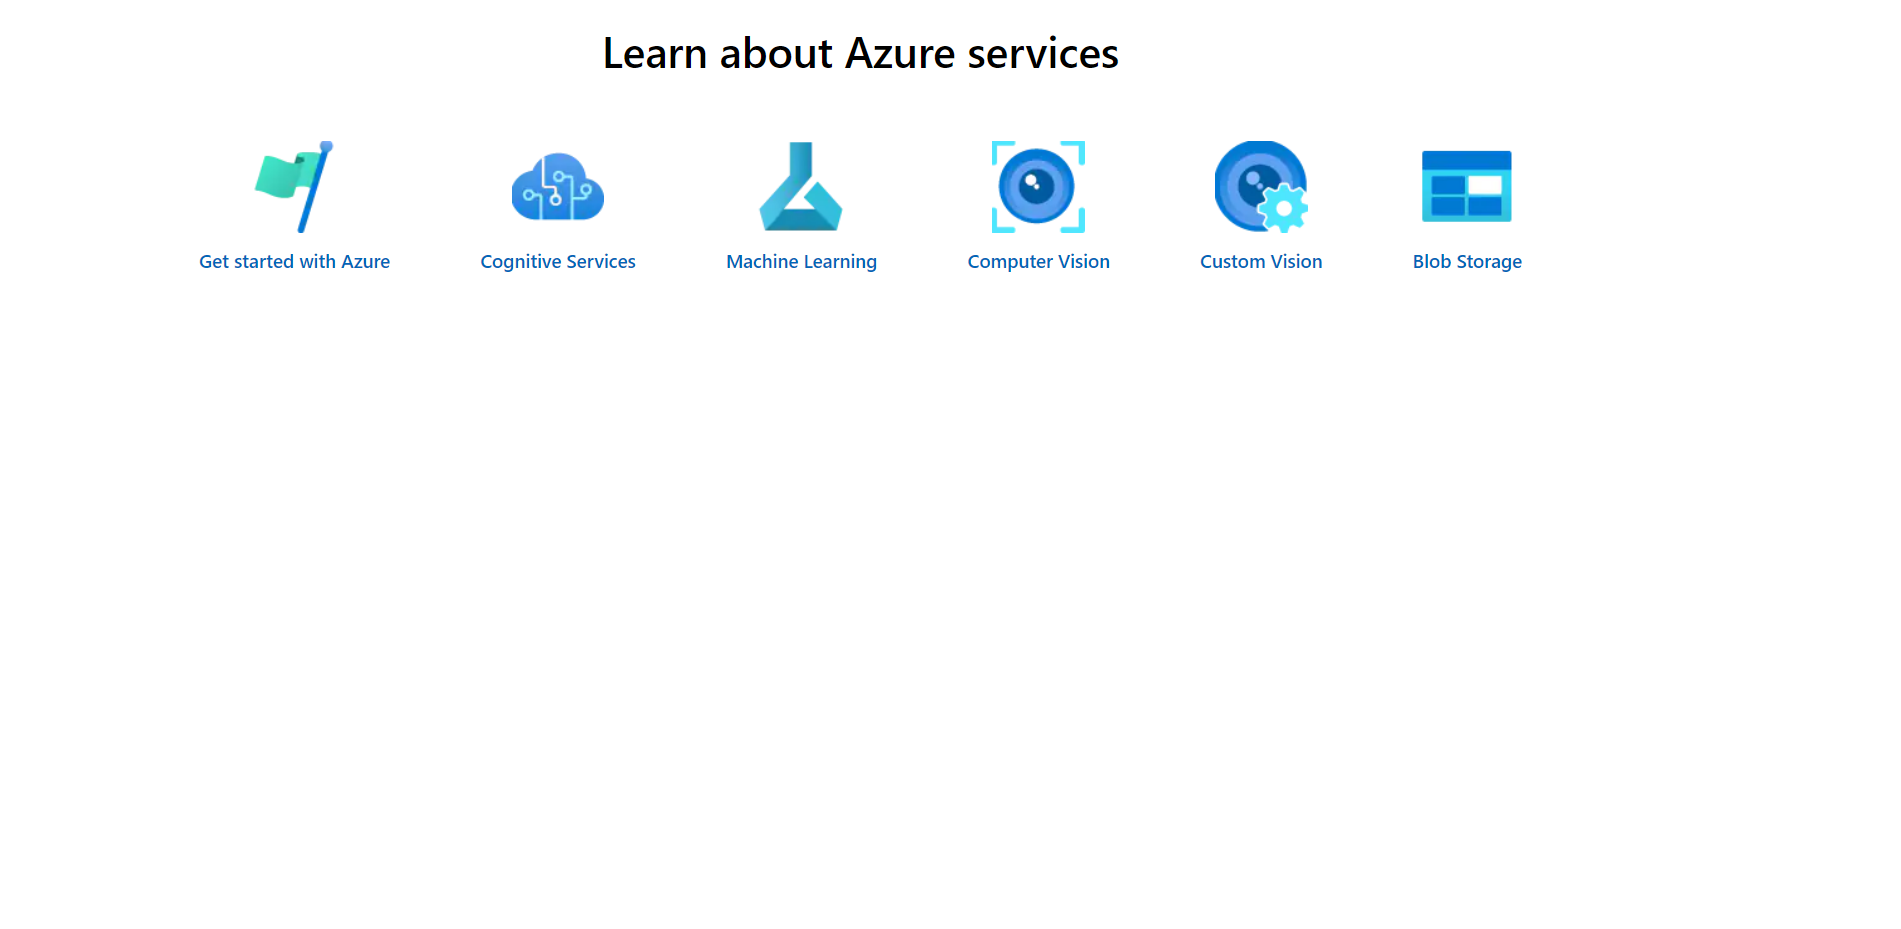 Learn about Azure services
Get started with Azure
Cognitive Services
Machine Learning
Computer Vision
Custom Vision
Blob Storage